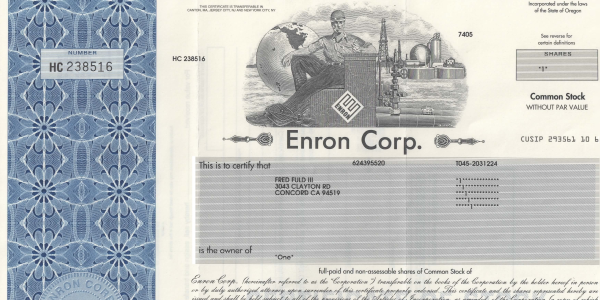 THIS CERTIFICATE IS TRANSFERABLE IN
CANTON, MA, JERSEY CITY, NJ AND NEW YORK CITY, NY
Incorporated under the laws
of the State of Oregon
NUMBER
HC 238516
HC 238516
7405
See reverse for
certain definitions
SHARES
"1"
ENRON
Common Stock
WITHOUT PAR VALUE
Enron Corp.
CUSIP 293561 10 6
This is to certify that
624395520
T045-2031224
FRED FULD III
3043 CLAYTON RD
CONCORD CA 94519
is the owner of
"One"
full-paid and non-assessable shares of Common Stock of
ENRON CORP
Enron Corp. (hereinafter referred to as the "Corporation") transferable on the books of the Corporation by the holder hereof in person
or by duly authorized attorney upon surrender of this certificate properly endorsed. This certificate and the shares represented hereby are